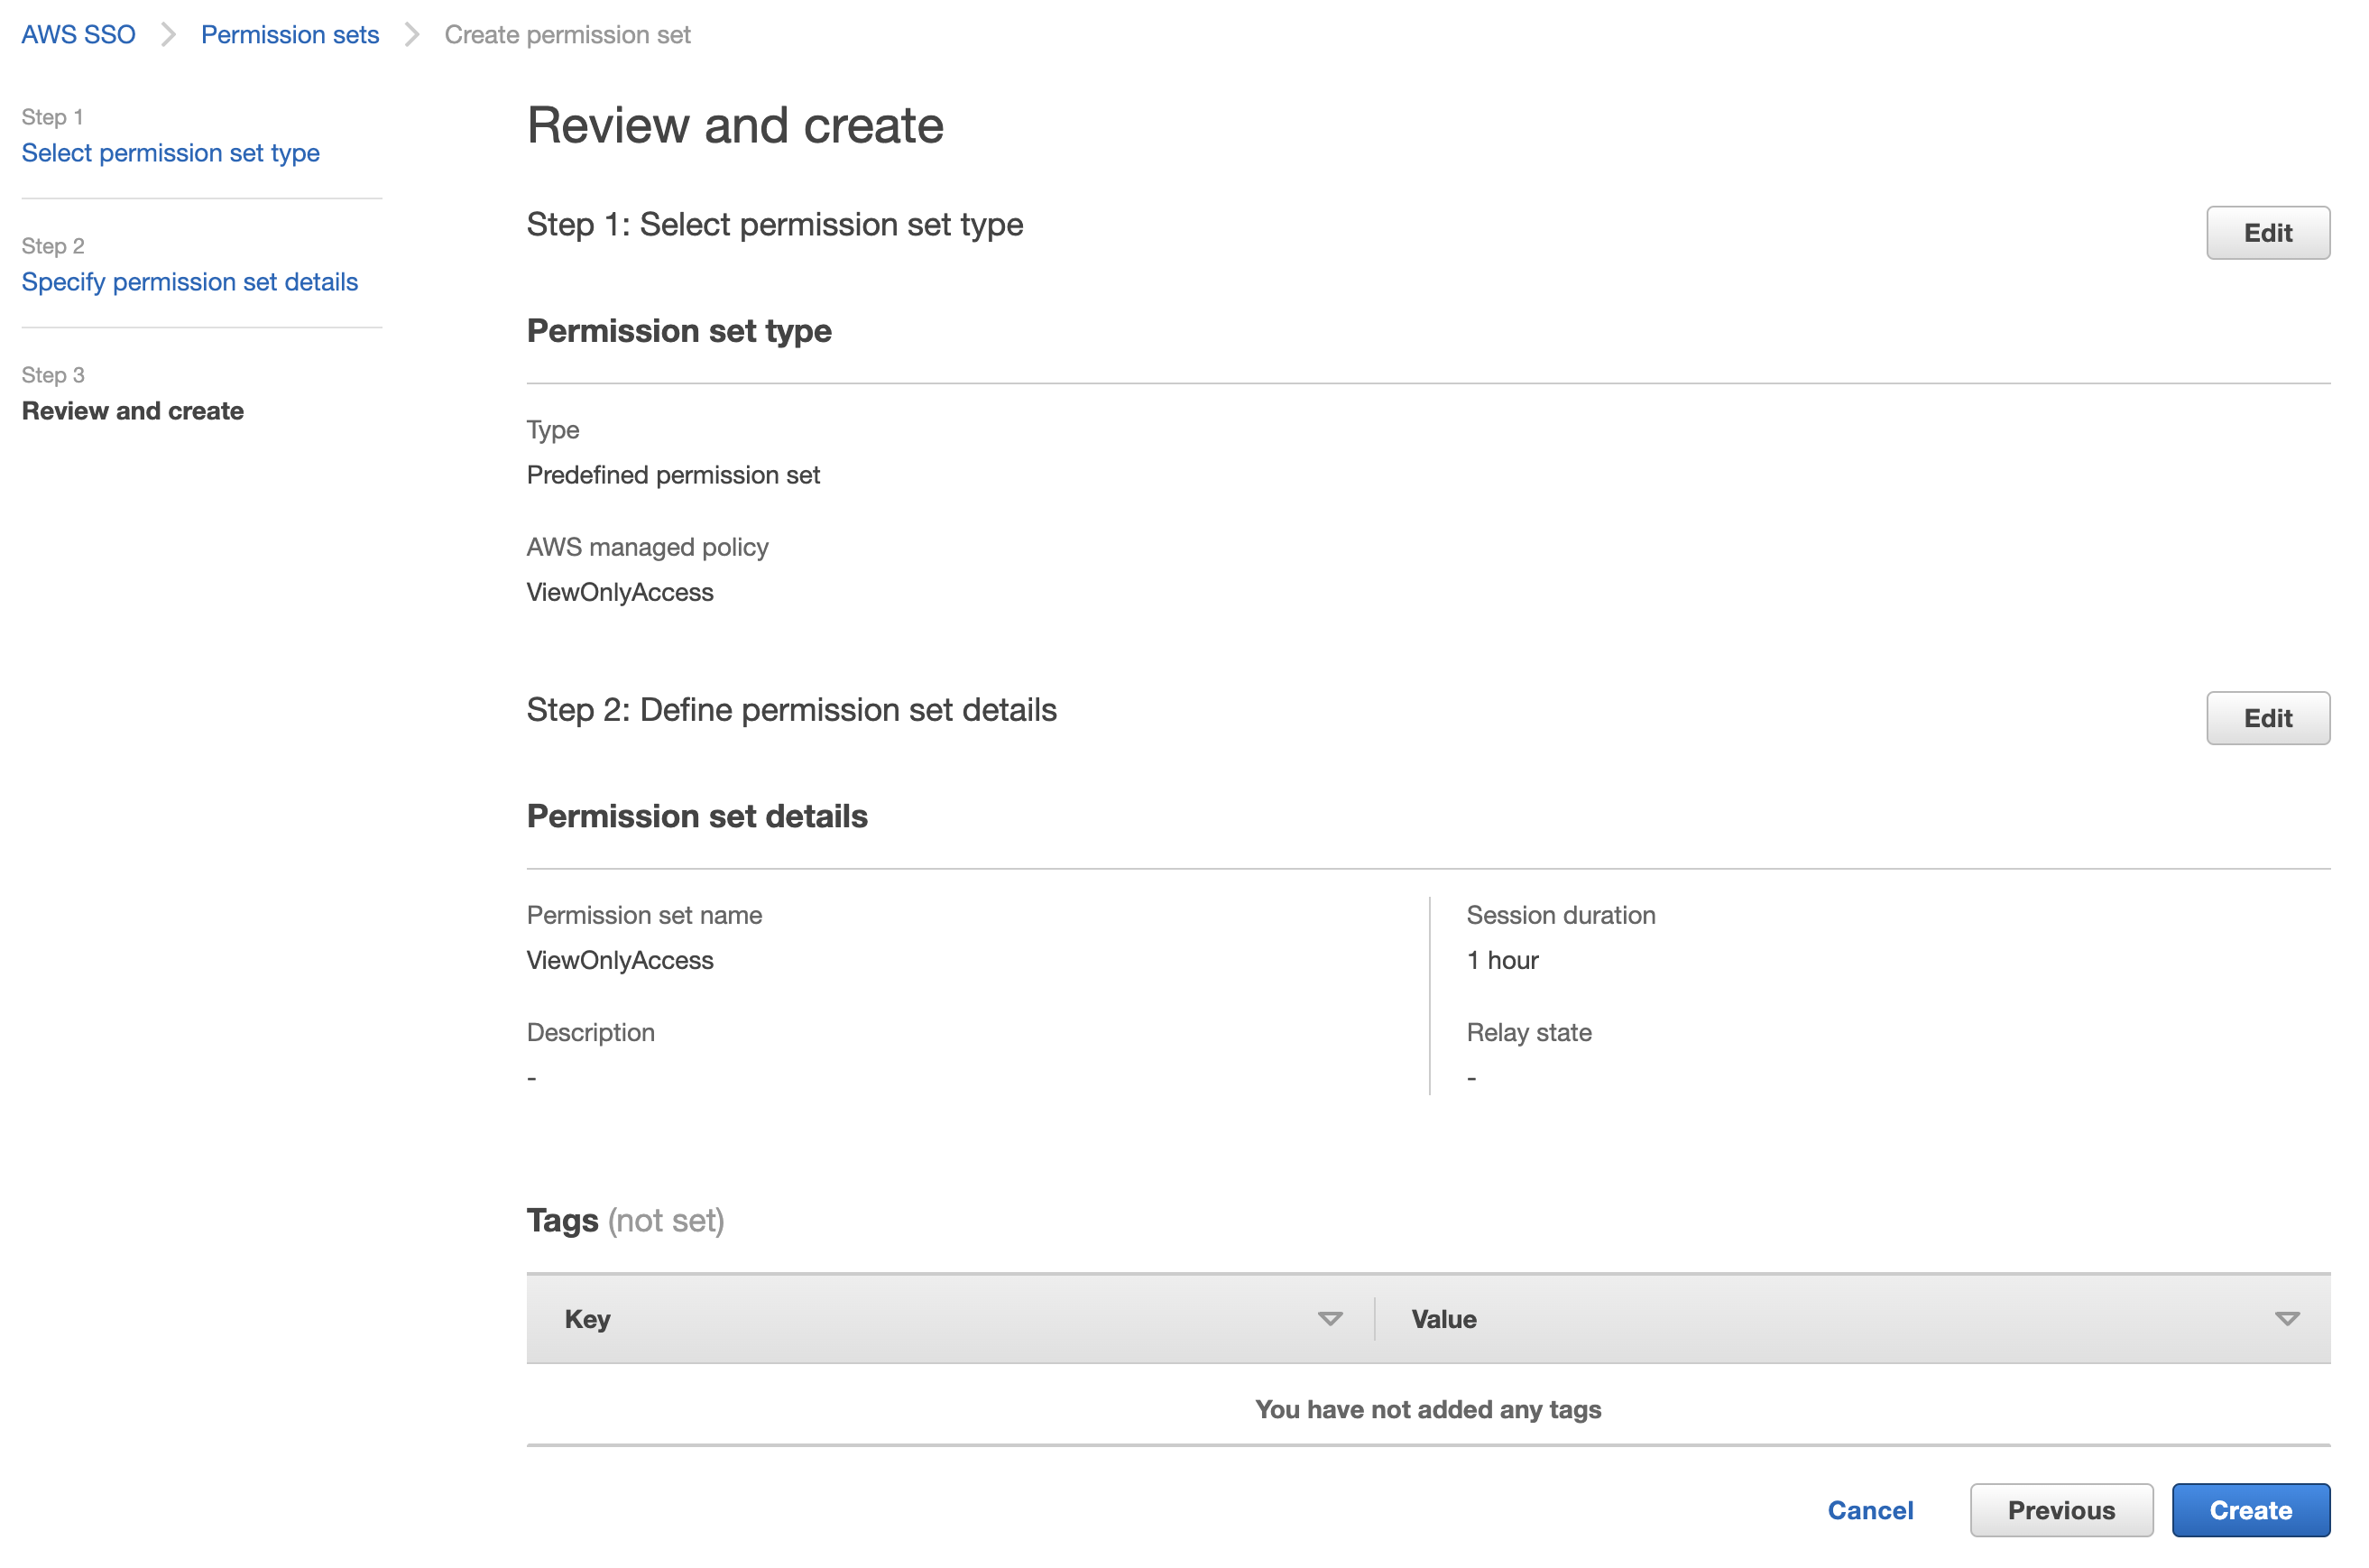 AWS SSO Permission sets Create permission set
Step 1
Select permission set type
Step 2
Specify permission set details
Step 3
Review and create
Review and create
Step 1: Select permission set type
Edit
Permission set type
Type
Predefined permission set
AWS managed policy
ViewOnlyAccess
Step 2: Define permission set details
Edit
Permission set details
Permission set name
ViewOnlyAccess
Description
-
Session duration
1 hour
Relay state
-
Tags (not set)
Key Value
You have not added any tags
Cancel Previous Create